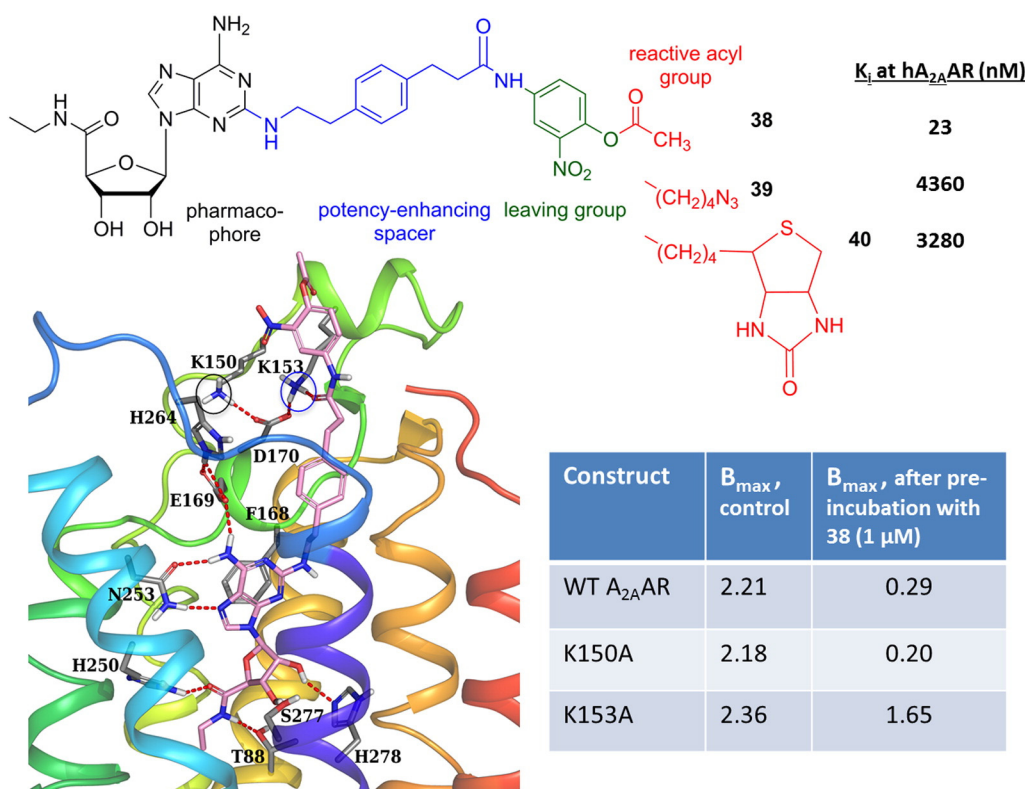 NH₂
N
N
N
N
N
H
O
NH
O
NO₂
O
O
CH₃
H
N
O
O
OH
OH
pharmaco-
phore
potency-enhancing
spacer
leaving group
reactive acyl
group
Kᵢ at hA₂AAR (nM)
38
23
(CH₂)₄N₃
39
4360
(CH₂)₄
S
40
3280
HN
NH
O
K150
K153
H264
D170
E169
F168
N253
H250
S277
T88
H278
Construct
Bmax,
control
Bmax, after pre-
incubation with
38 (1 µM)
WT A₂AAR
2.21
0.29
K150A
2.18
0.20
K153A
2.36
1.65